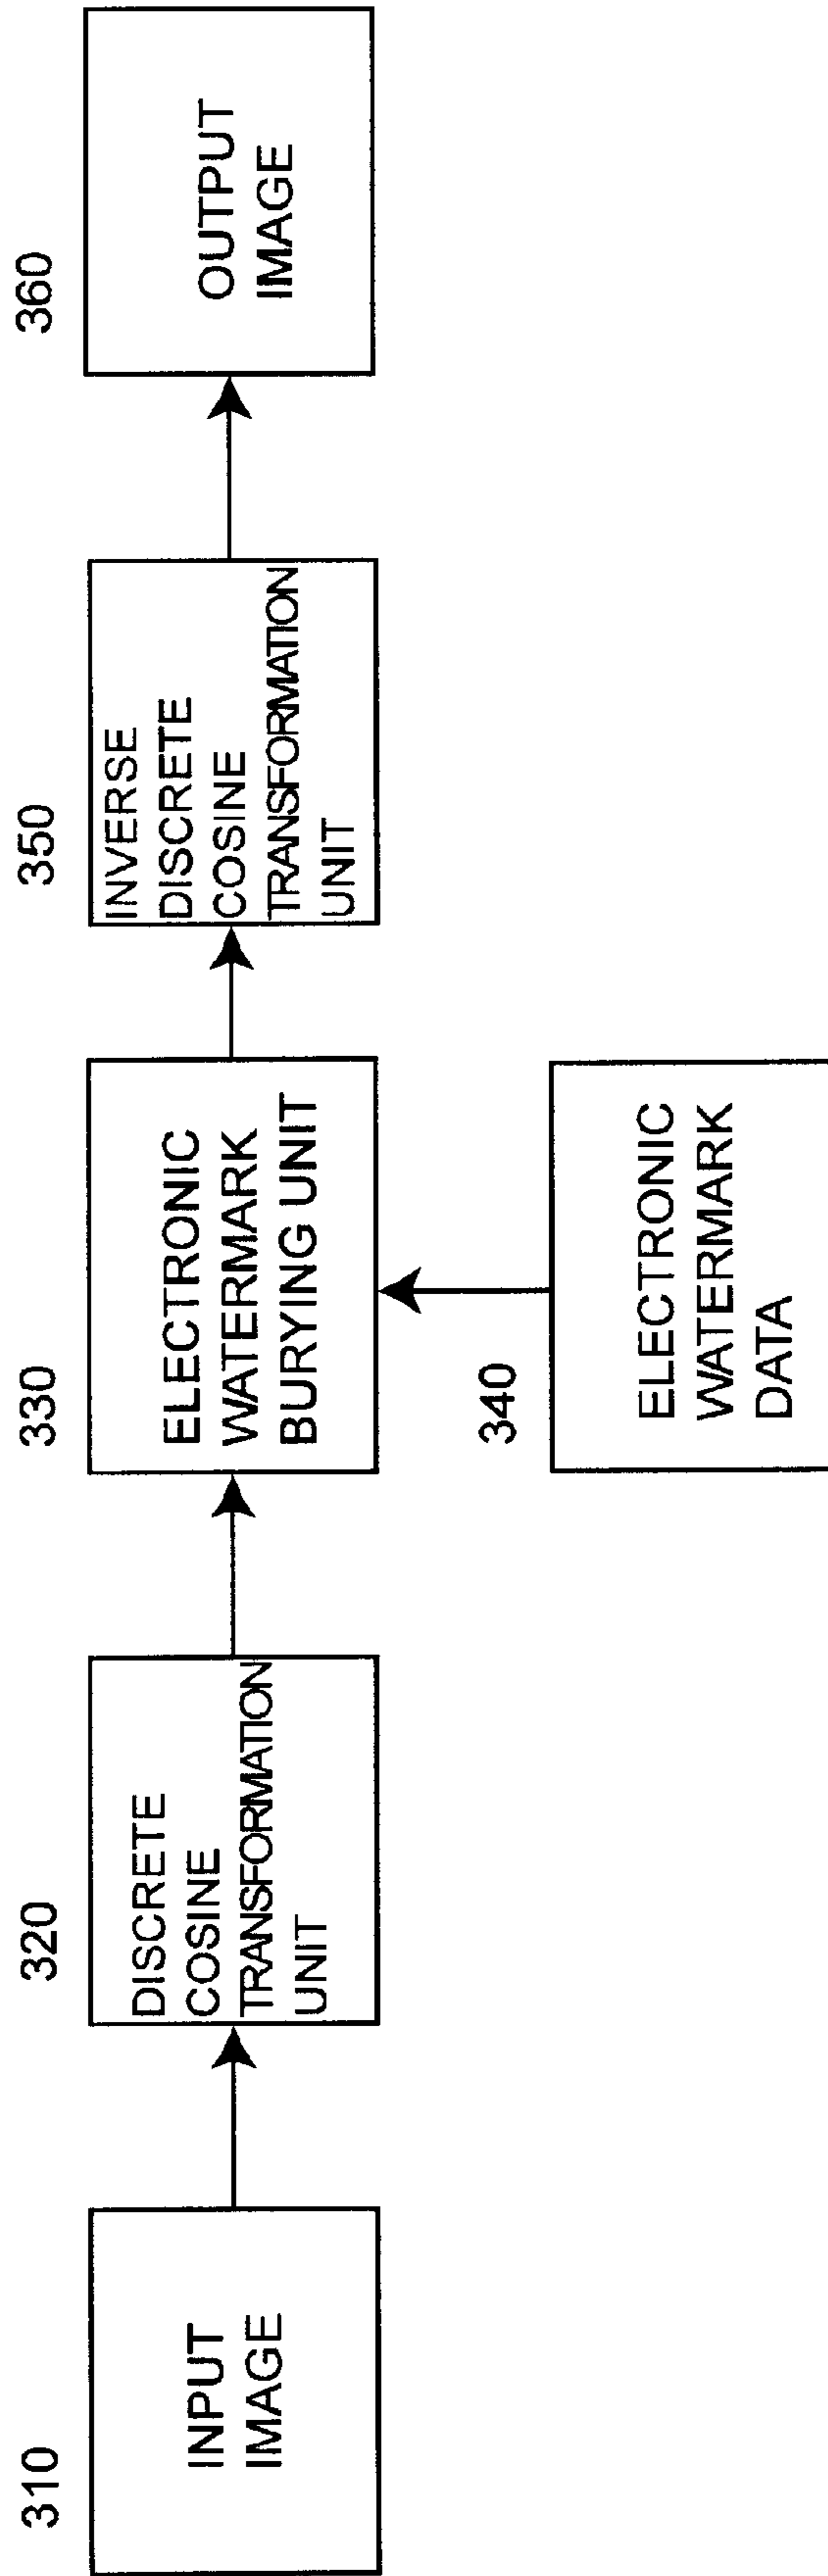 310
INPUT
IMAGE
320
DISCRETE
COSINE
TRANSFORMATION
UNIT
330
ELECTRONIC
WATERMARK
BURYING UNIT
340
ELECTRONIC
WATERMARK
DATA
350
INVERSE
DISCRETE
COSINE
TRANSFORMATION
UNIT
360
OUTPUT
IMAGE